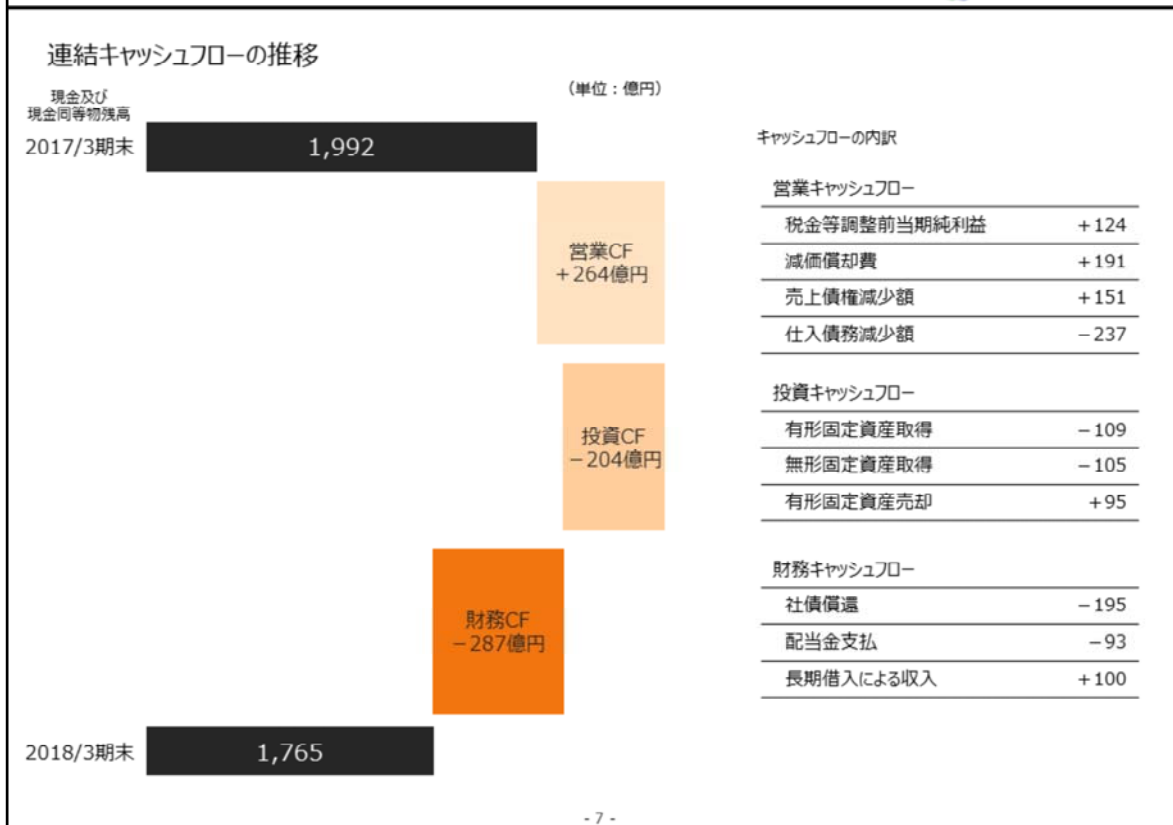 連結キャッシュフローの推移
（単位：億円）
現金及び
現金同等物残高
2017/3期末
1,992
営業CF
+264億円
投資CF
－204億円
財務CF
－287億円
2018/3期末
1,765
キャッシュフローの内訳
営業キャッシュフロー
税金等調整前当期純利益 +124
減価償却費 +191
売上債権減少額 +151
仕入債務減少額 －237
投資キャッシュフロー
有形固定資産取得 －109
無形固定資産取得 －105
有形固定資産売却 +95
財務キャッシュフロー
社債償還 －195
配当金支払 －93
長期借入による収入 +100
- 7 -